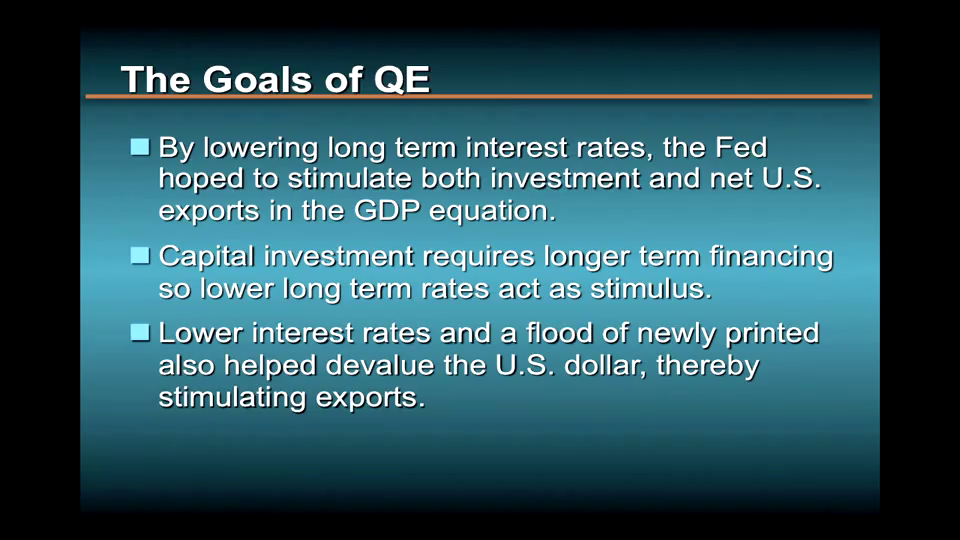 The Goals of QE
By lowering long term interest rates, the Fed
hoped to stimulate both investment and net U.S.
exports in the GDP equation.
Capital investment requires longer term financing
so lower long term rates act as stimulus.
Lower interest rates and a flood of newly printed
also helped devalue the U.S. dollar, thereby
stimulating exports.